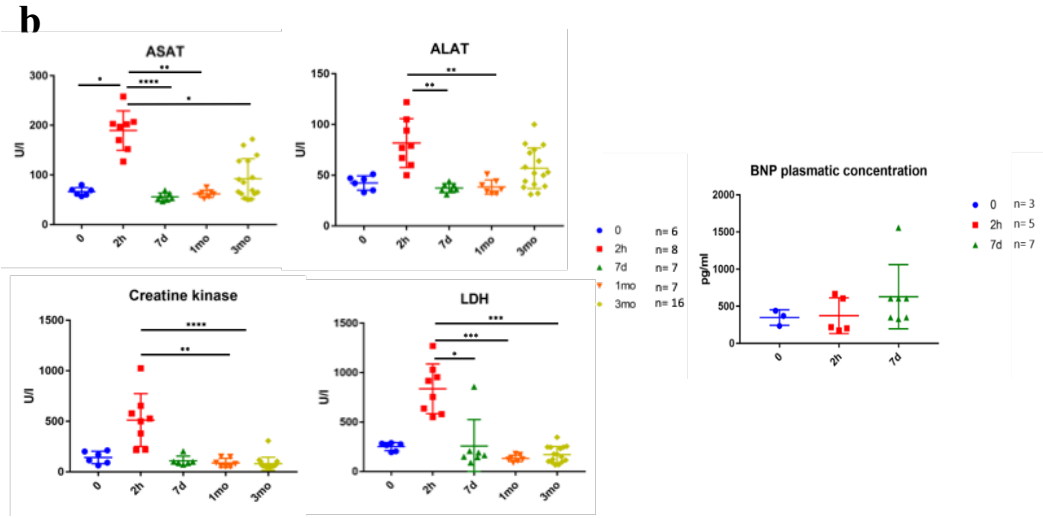 b
ASAT
300
200
100
0
U/I
* ** **** *
0 2h 7d 1mo 3mo
ALAT
150
100
50
0
U/I
** **
0 2h 7d 1mo 3mo
0 n= 6
2h n= 8
7d n= 7
1mo n= 7
3mo n= 16
Creatine kinase
1500
1000
500
0
U/I
**** **
0 2h 7d 1mo 3mo
LDH
1500
1000
500
0
U/I
*** *** *
0 2h 7d 1mo 3mo
BNP plasmatic concentration
2000
1500
1000
500
0
pg/ml
0 2h 7d
0 n= 3
2h n= 5
7d n= 7